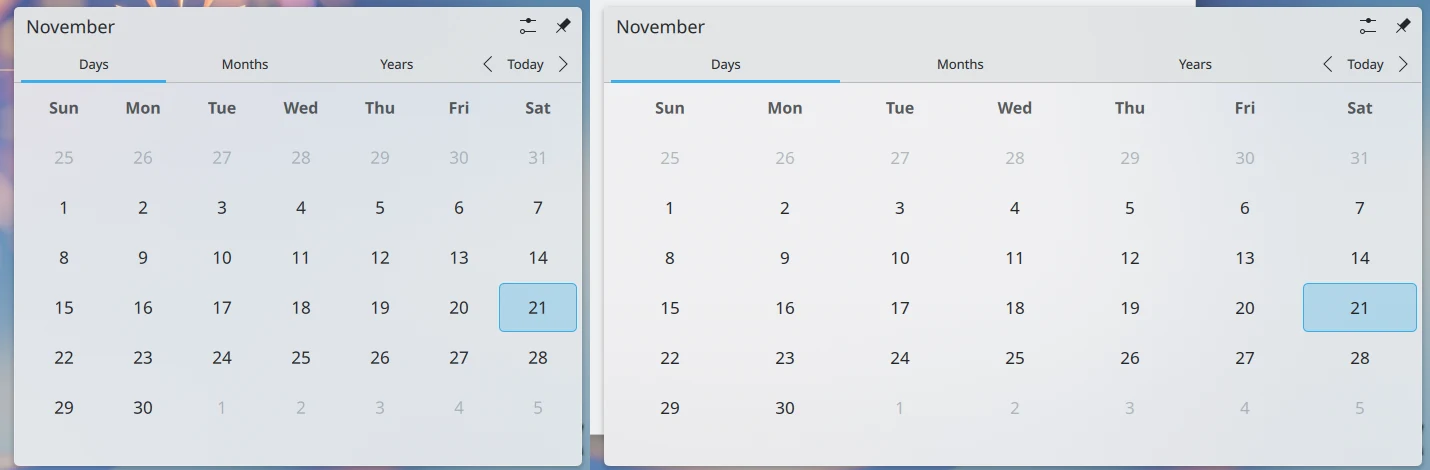 November
Days Months Years Today
Sun Mon Tue Wed Thu Fri Sat
25 26 27 28 29 30 31
1 2 3 4 5 6 7
8 9 10 11 12 13 14
15 16 17 18 19 20 21
22 23 24 25 26 27 28
29 30 1 2 3 4 5
November
Days Months Years Today
Sun Mon Tue Wed Thu Fri Sat
25 26 27 28 29 30 31
1 2 3 4 5 6 7
8 9 10 11 12 13 14
15 16 17 18 19 20 21
22 23 24 25 26 27 28
29 30 1 2 3 4 5